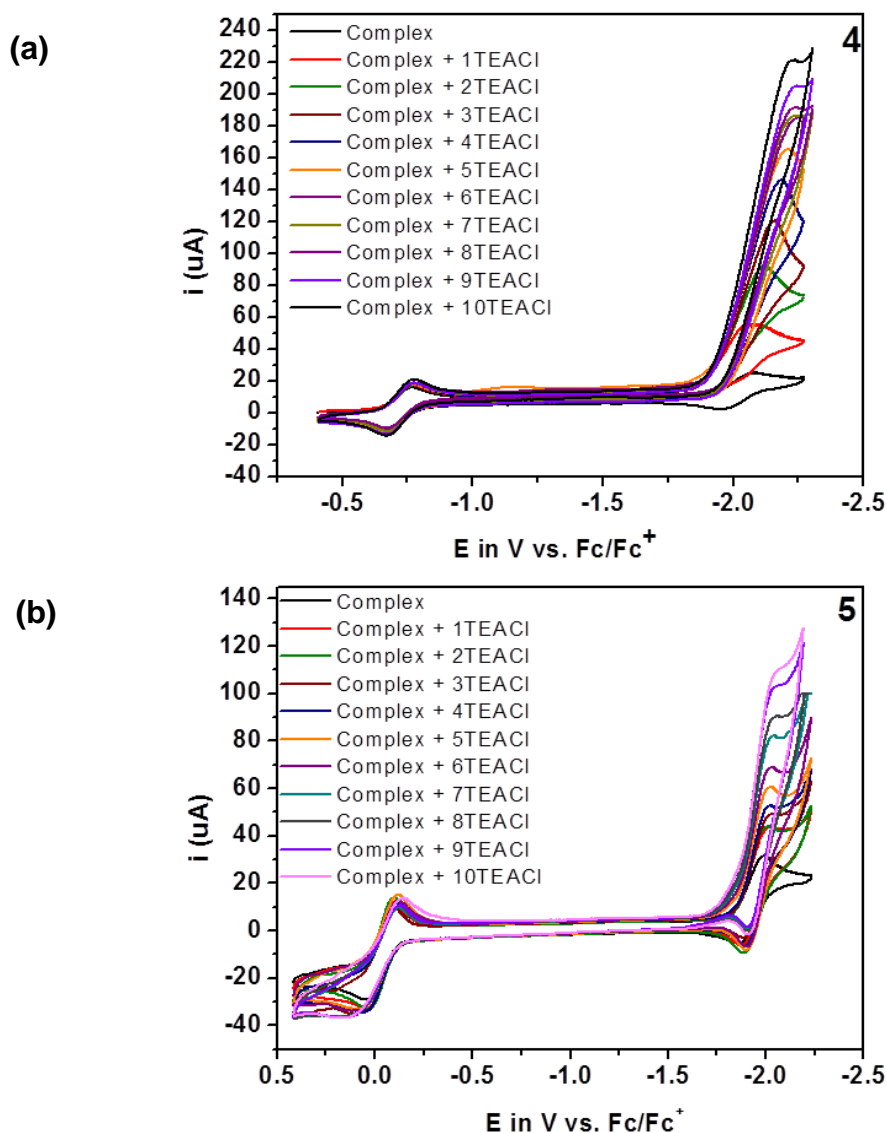 (a)
4
Complex
Complex + 1TEACl
Complex + 2TEACl
Complex + 3TEACl
Complex + 4TEACl
Complex + 5TEACl
Complex + 6TEACl
Complex + 7TEACl
Complex + 8TEACl
Complex + 9TEACl
Complex + 10TEACl
240
220
200
180
160
140
120
100
80
60
40
20
0
-20
-40
i (uA)
-0.5 -1.0 -1.5 -2.0 -2.5
E in V vs. Fc/Fc⁺
(b)
5
Complex
Complex + 1TEACl
Complex + 2TEACl
Complex + 3TEACl
Complex + 4TEACl
Complex + 5TEACl
Complex + 6TEACl
Complex + 7TEACl
Complex + 8TEACl
Complex + 9TEACl
Complex + 10TEACl
140
120
100
80
60
40
20
0
-20
-40
i (uA)
0.5 0.0 -0.5 -1.0 -1.5 -2.0 -2.5
E in V vs. Fc/Fc⁺